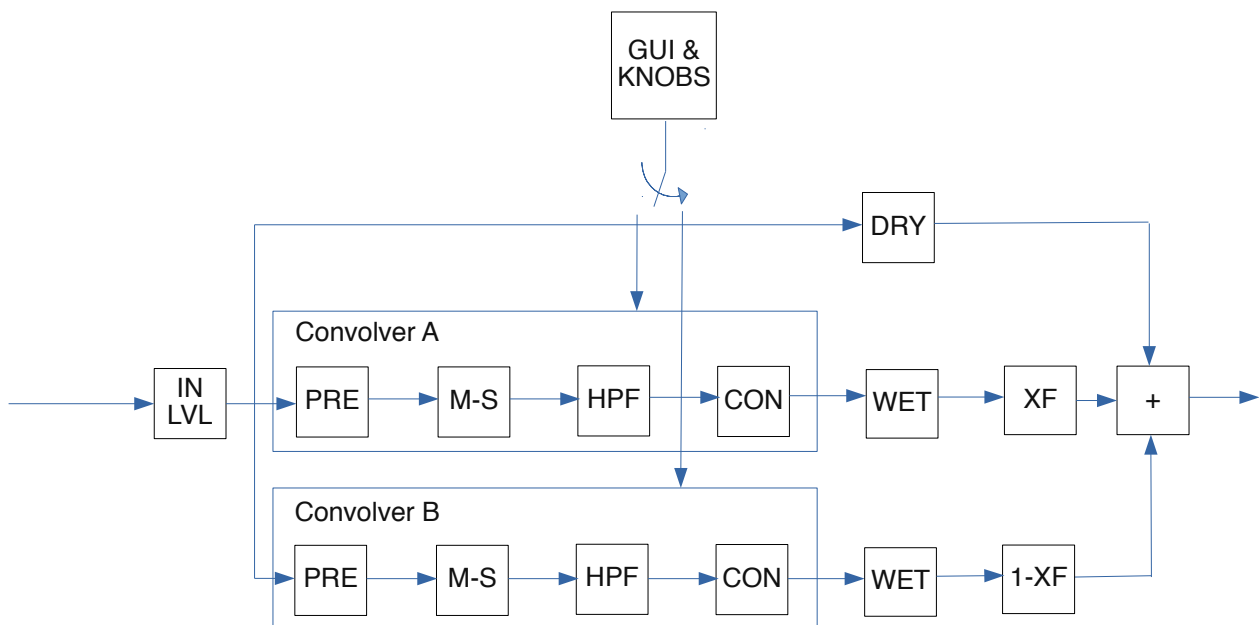 GUI &
KNOBS
DRY
Convolver A
IN
LVL
PRE
M-S
HPF
CON
WET
XF
+
Convolver B
PRE
M-S
HPF
CON
WET
1-XF